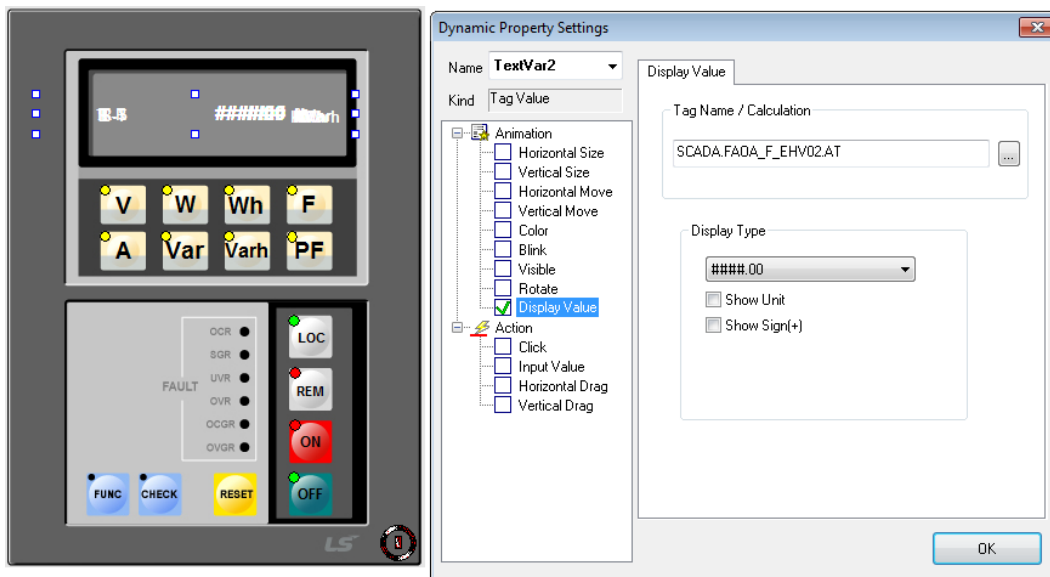 #####.00
V W Wh F
A Var Varh PF
OCR
SGR
UVR
FAULT
OVR
OCGR
OVGR
LOC
REM
ON
OFF
FUNC CHECK RESET
LS
Dynamic Property Settings
Name TextVar2
Kind Tag Value
Animation
Horizontal Size
Vertical Size
Horizontal Move
Vertical Move
Color
Blink
Visible
Rotate
Display Value
Action
Click
Input Value
Horizontal Drag
Vertical Drag
Display Value
Tag Name / Calculation
SCADA.FAOA_F_EHV02.AT
...
Display Type
####.00
Show Unit
Show Sign(+)
OK